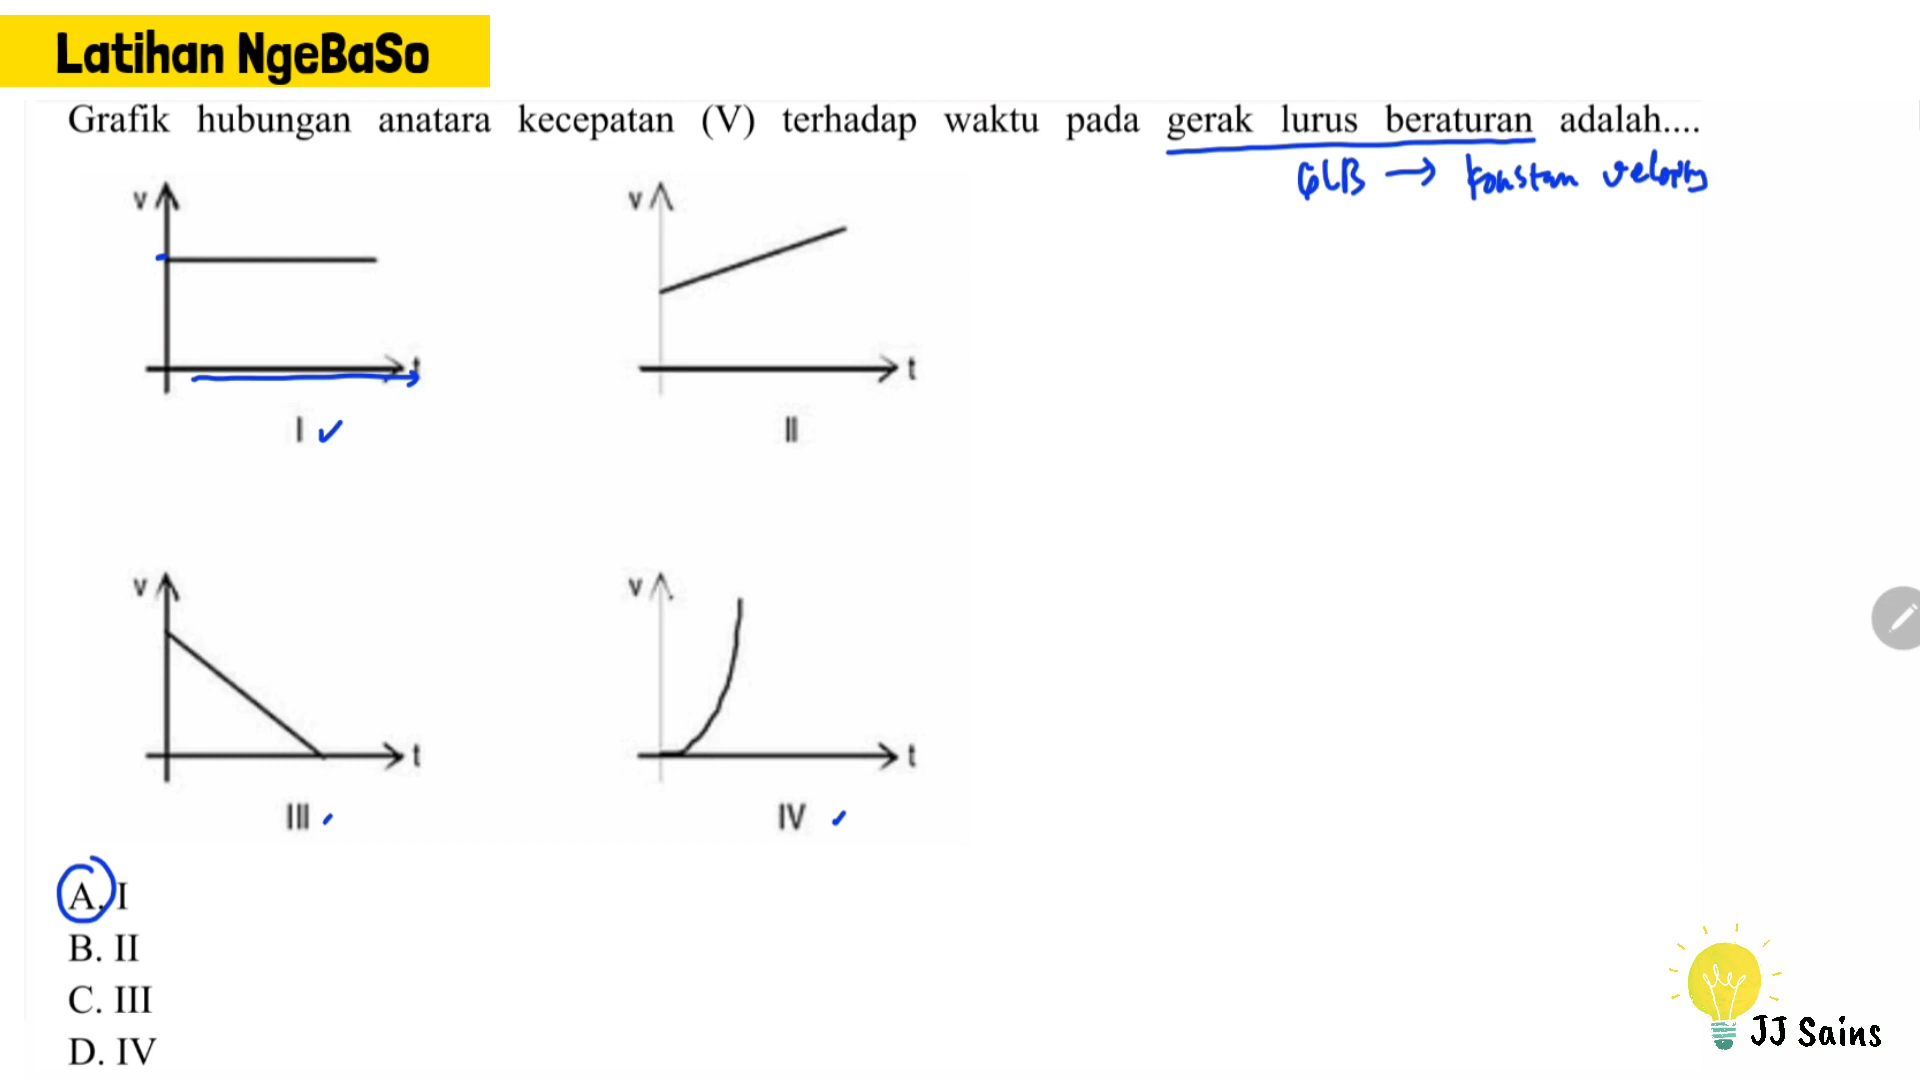 Latihan NgeBaSo
Grafik hubungan anatara kecepatan (V) terhadap waktu pada gerak lurus beraturan adalah....
GLB → konstan velocity
V
t
I
V
t
II
V
t
III
V
t
IV
A. I
B. II
C. III
D. IV
JJ Sains